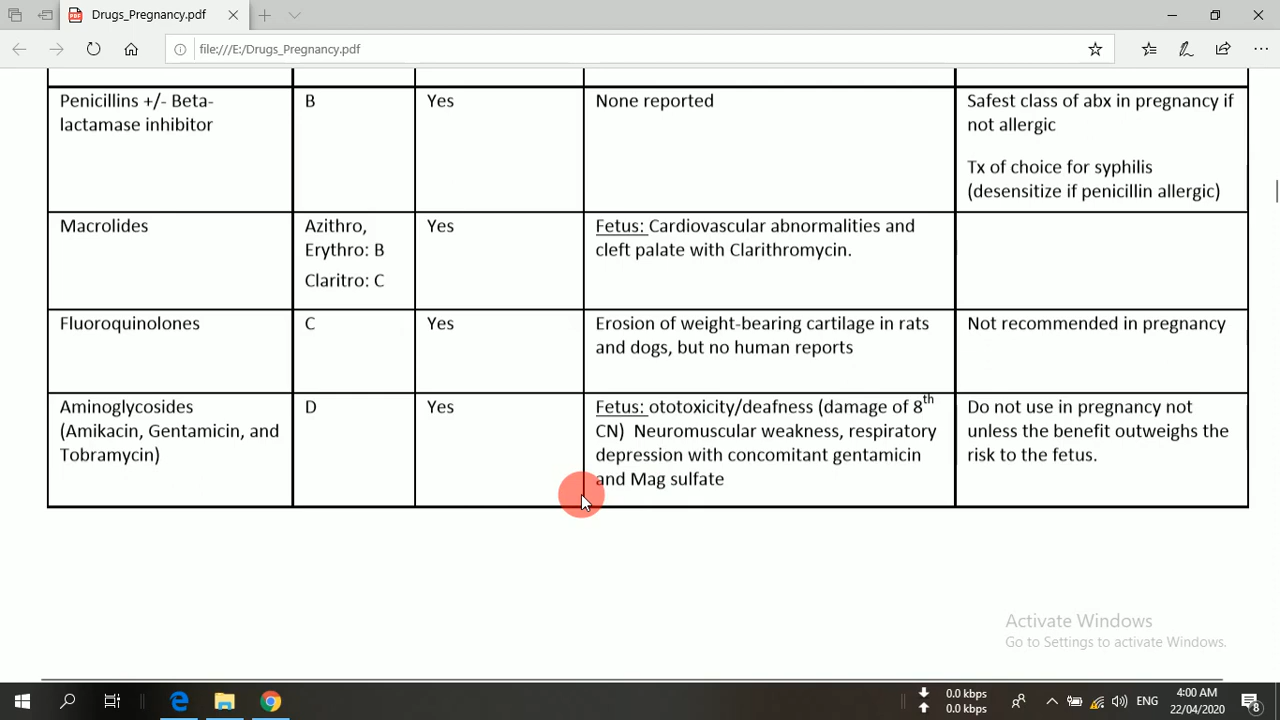 Drugs_Pregnancy.pdf
file:///E:/Drugs_Pregnancy.pdf
Penicillins +/- Beta-
lactamase inhibitor
B
Yes
None reported
Safest class of abx in pregnancy if
not allergic
Tx of choice for syphilis
(desensitize if penicillin allergic)
Macrolides
Azithro,
Erythro: B
Claritro: C
Yes
Fetus: Cardiovascular abnormalities and
cleft palate with Clarithromycin.
Fluoroquinolones
C
Yes
Erosion of weight-bearing cartilage in rats
and dogs, but no human reports
Not recommended in pregnancy
Aminoglycosides
(Amikacin, Gentamicin, and
Tobramycin)
D
Yes
Fetus: ototoxicity/deafness (damage of 8th
CN) Neuromuscular weakness, respiratory
depression with concomitant gentamicin
and Mag sulfate
Do not use in pregnancy not
unless the benefit outweighs the
risk to the fetus.
Activate Windows
Go to Settings to activate Windows.
0.0 kbps
0.0 kbps
ENG
4:00 AM
22/04/2020
8